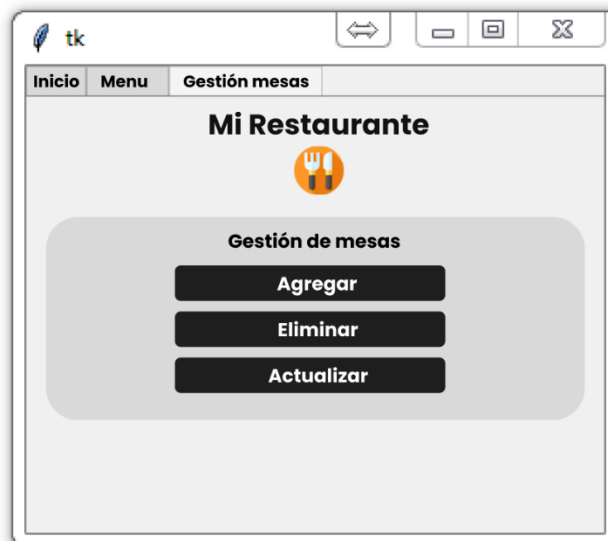 tk
Inicio Menu Gestión mesas
Mi Restaurante
Gestión de mesas
Agregar
Eliminar
Actualizar